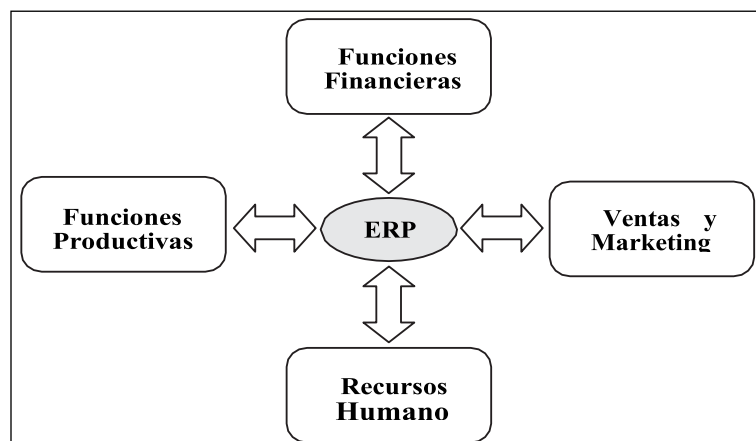 Funciones
Financieras
Funciones
Productivas
ERP
Ventas y
Marketing
Recursos
Humano